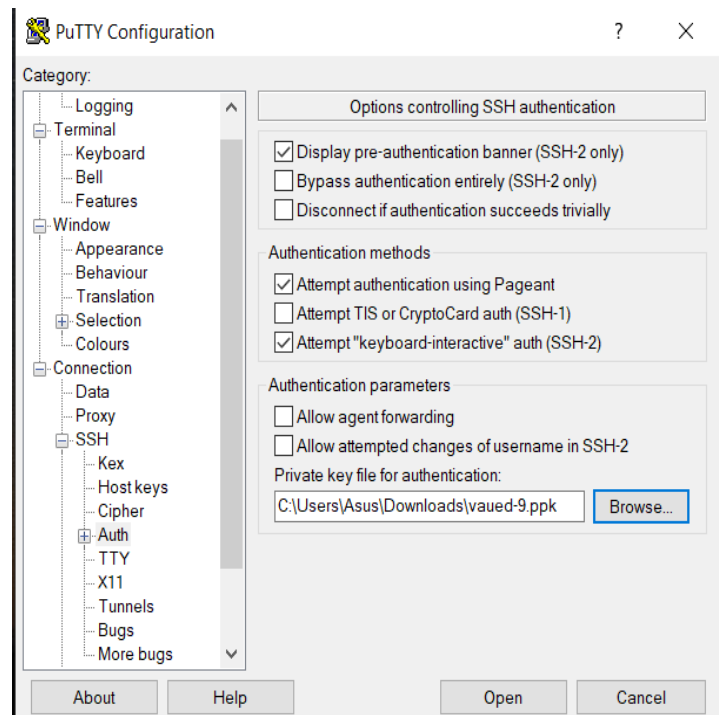 PuTTY Configuration
?
Category:
Logging
Terminal
Keyboard
Bell
Features
Window
Appearance
Behaviour
Translation
Selection
Colours
Connection
Data
Proxy
SSH
Kex
Host keys
Cipher
Auth
TTY
X11
Tunnels
Bugs
More bugs
Options controlling SSH authentication
Display pre-authentication banner (SSH-2 only)
Bypass authentication entirely (SSH-2 only)
Disconnect if authentication succeeds trivially
Authentication methods
Attempt authentication using Pageant
Attempt TIS or CryptoCard auth (SSH-1)
Attempt "keyboard-interactive" auth (SSH-2)
Authentication parameters
Allow agent forwarding
Allow attempted changes of username in SSH-2
Private key file for authentication:
C:\Users\Asus\Downloads\vaued-9.ppk Browse...
About Help Open Cancel